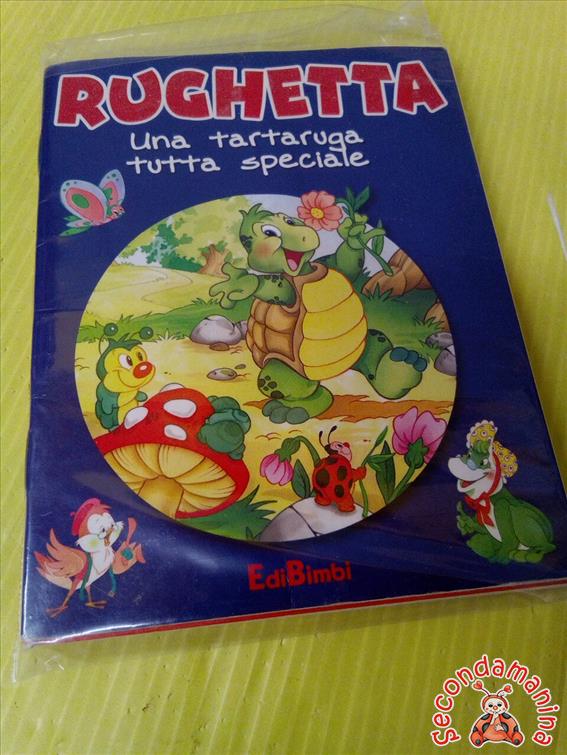 RUGHETTA
Una tartaruga
tutta speciale
EdiBimbi
Secondamanina